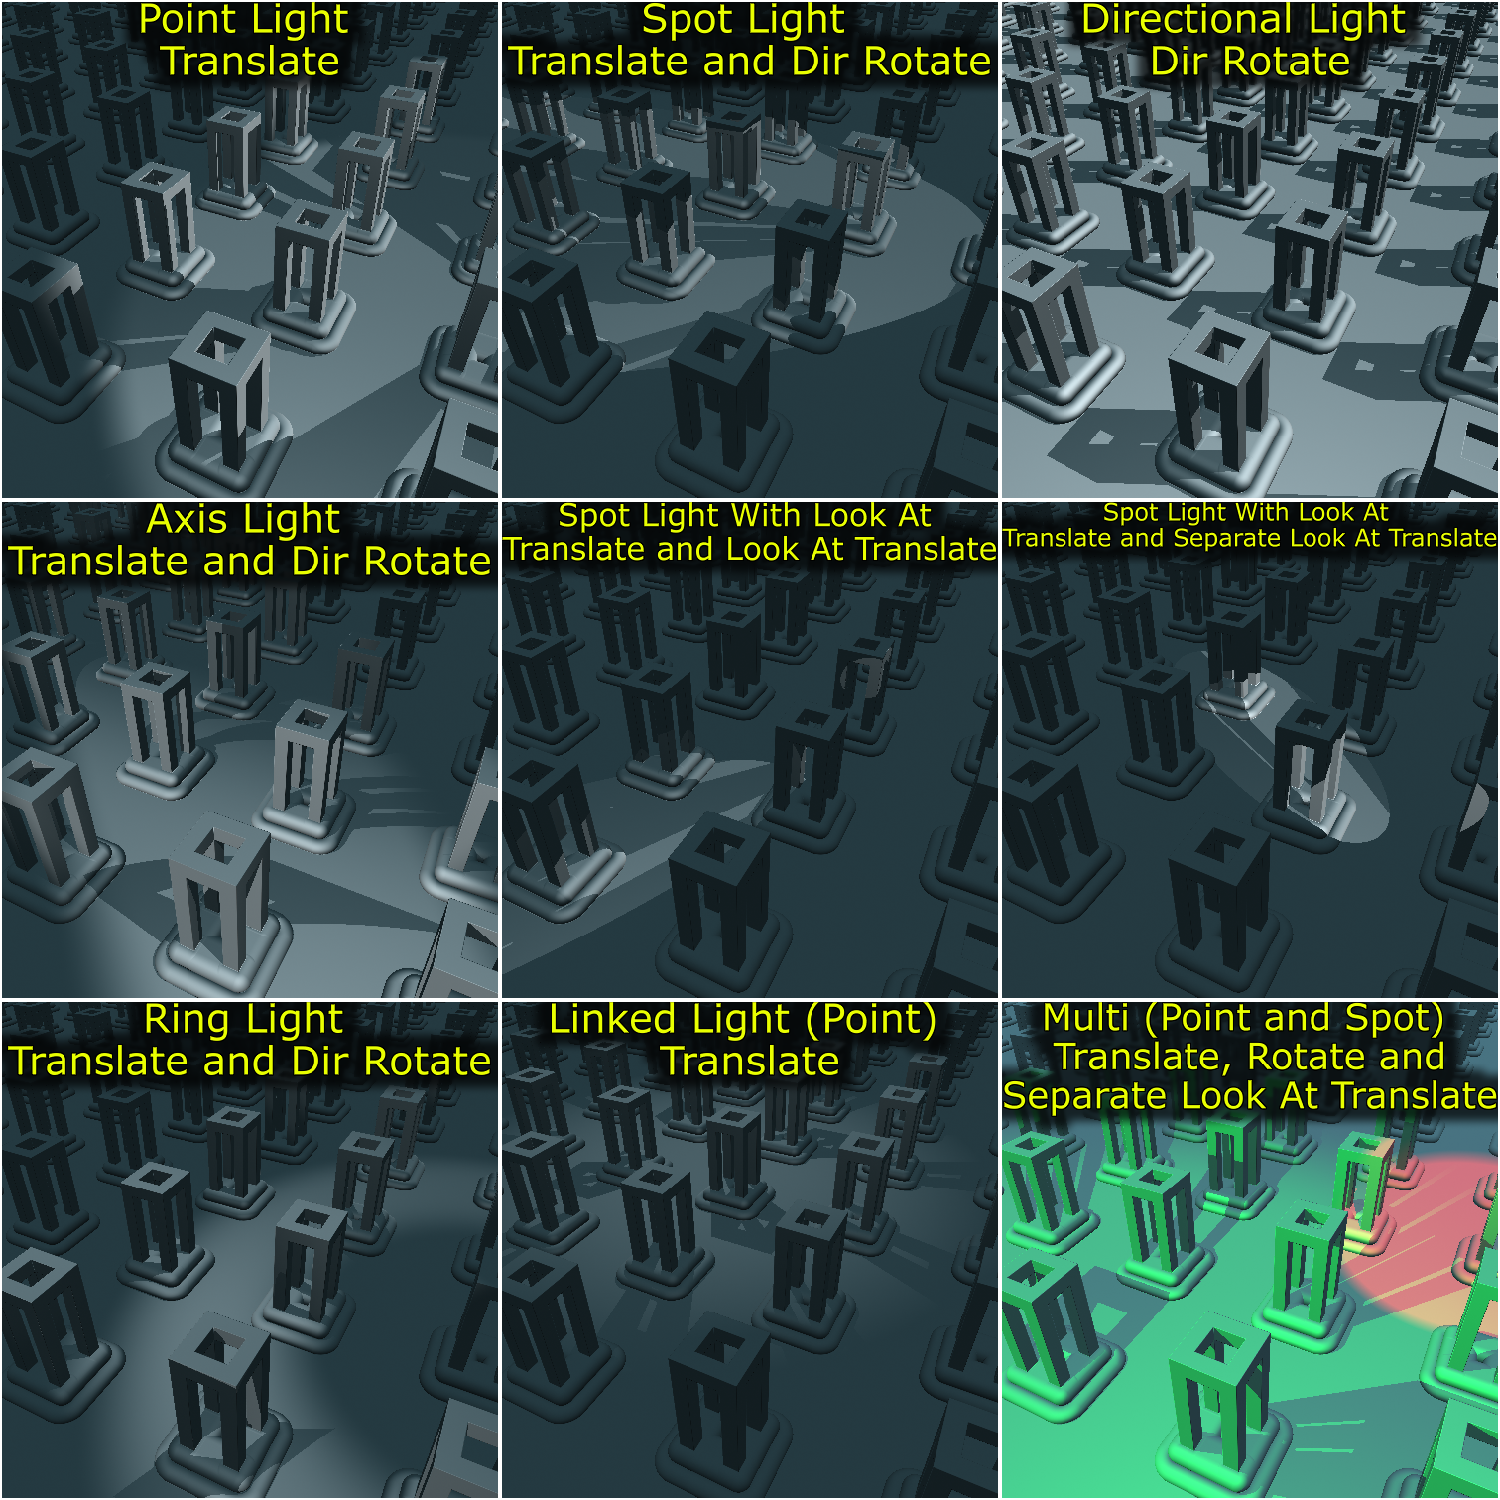 Point Light
Translate
Spot Light
Translate and Dir Rotate
Directional Light
Dir Rotate
Axis Light
Translate and Dir Rotate
Spot Light With Look At
Translate and Look At Translate
Spot Light With Look At
Translate and Separate Look At Translate
Ring Light
Translate and Dir Rotate
Linked Light (Point)
Translate
Multi (Point and Spot)
Translate, Rotate and
Separate Look At Translate